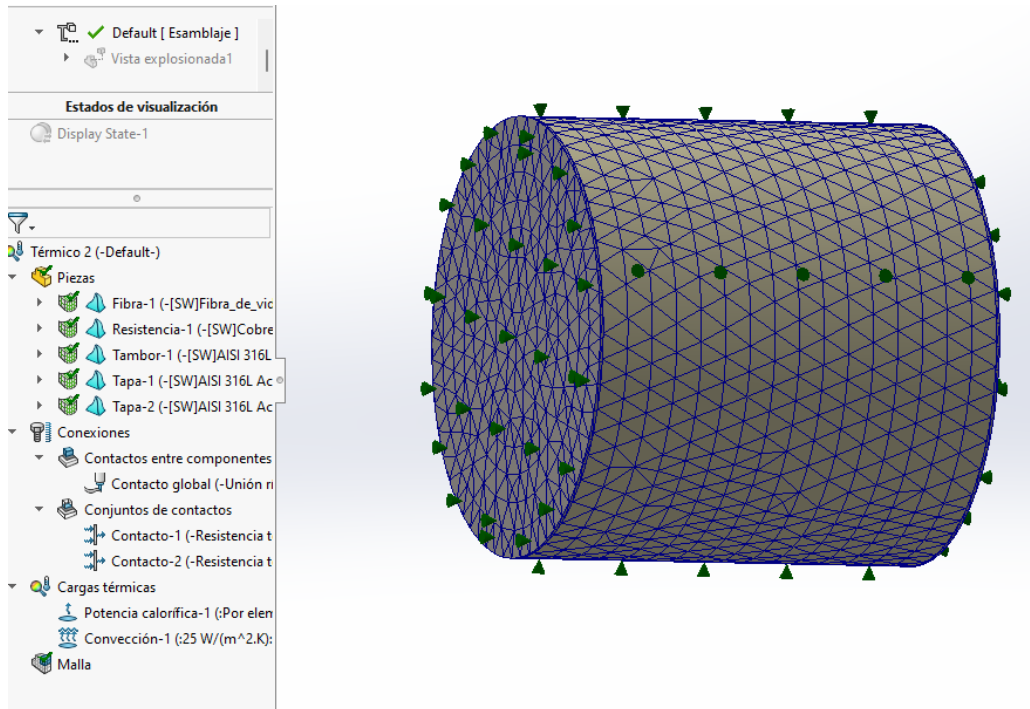 Default [ Esamblaje ]
Vista explosionada1
Estados de visualización
Display State-1
Térmico 2 (-Default-)
Piezas
Fibra-1 (-[SW]Fibra_de_vic
Resistencia-1 (-[SW]Cobre
Tambor-1 (-[SW]AISI 316L
Tapa-1 (-[SW]AISI 316L Ac
Tapa-2 (-[SW]AISI 316L Ac
Conexiones
Contactos entre componentes
Contacto global (-Unión r
Conjuntos de contactos
Contacto-1 (-Resistencia t
Contacto-2 (-Resistencia t
Cargas térmicas
Potencia calorífica-1 (:Por elem
Convección-1 (:25 W/(m^2.K):
Malla